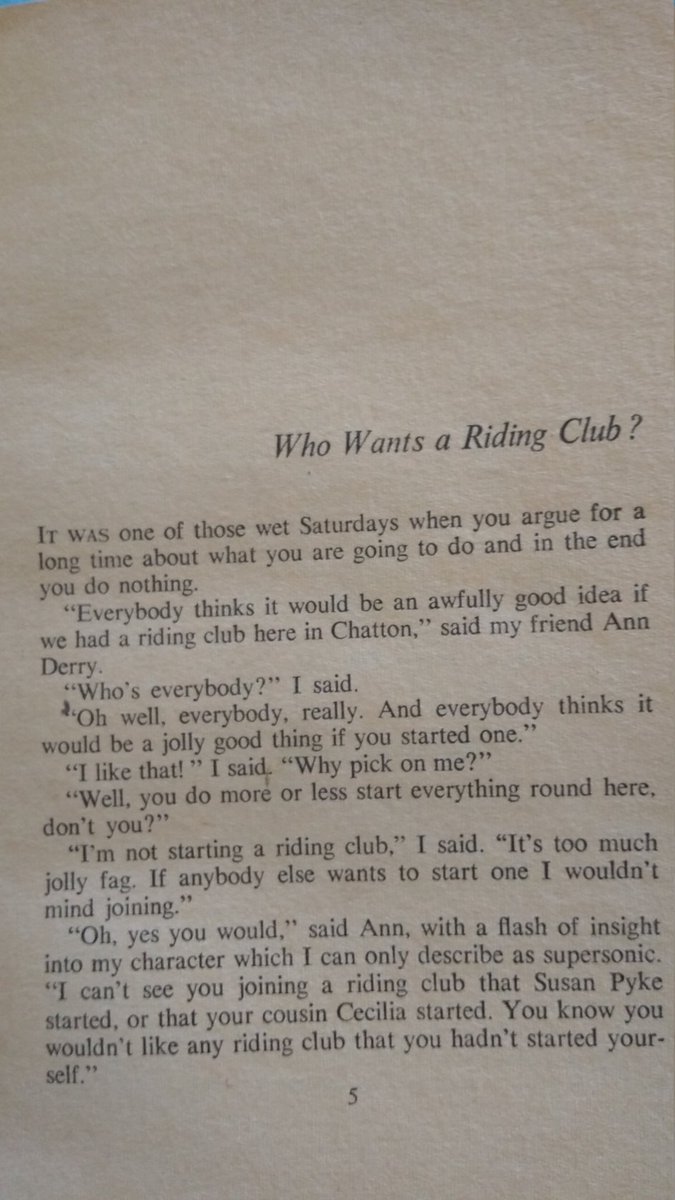 Who Wants a Riding Club?
IT WAS one of those wet Saturdays when you argue for a
long time about what you are going to do and in the end
you do nothing.
“Everybody thinks it would be an awfully good idea if
we had a riding club here in Chatton,” said my friend Ann
Derry.
“Who's everybody?” I said.
“Oh well, everybody, really. And everybody thinks it
would be a jolly good thing if you started one.”
“I like that!” I said. “Why pick on me?”
“Well, you do more or less start everything round here,
don't you?”
“I'm not starting a riding club,” I said. “It's too much
jolly fag. If anybody else wants to start one I wouldn't
mind joining.”
“Oh, yes you would,” said Ann, with a flash of insight
into my character which I can only describe as supersonic.
“I can't see you joining a riding club that Susan Pyke
started, or that your cousin Cecilia started. You know you
wouldn't like any riding club that you hadn't started your-
self.”
5